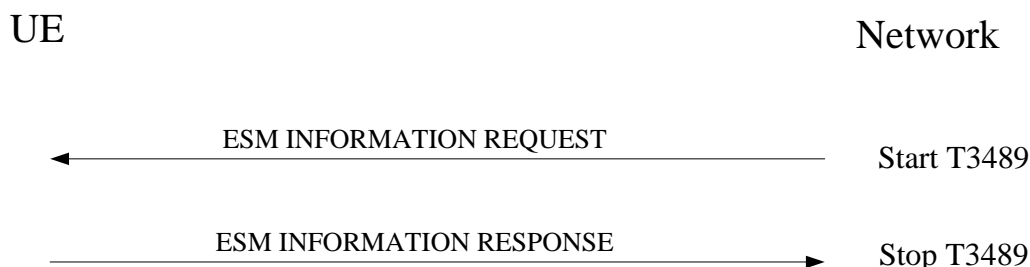 UE
Network
ESM INFORMATION REQUEST
Start T3489
ESM INFORMATION RESPONSE
Stop T3489